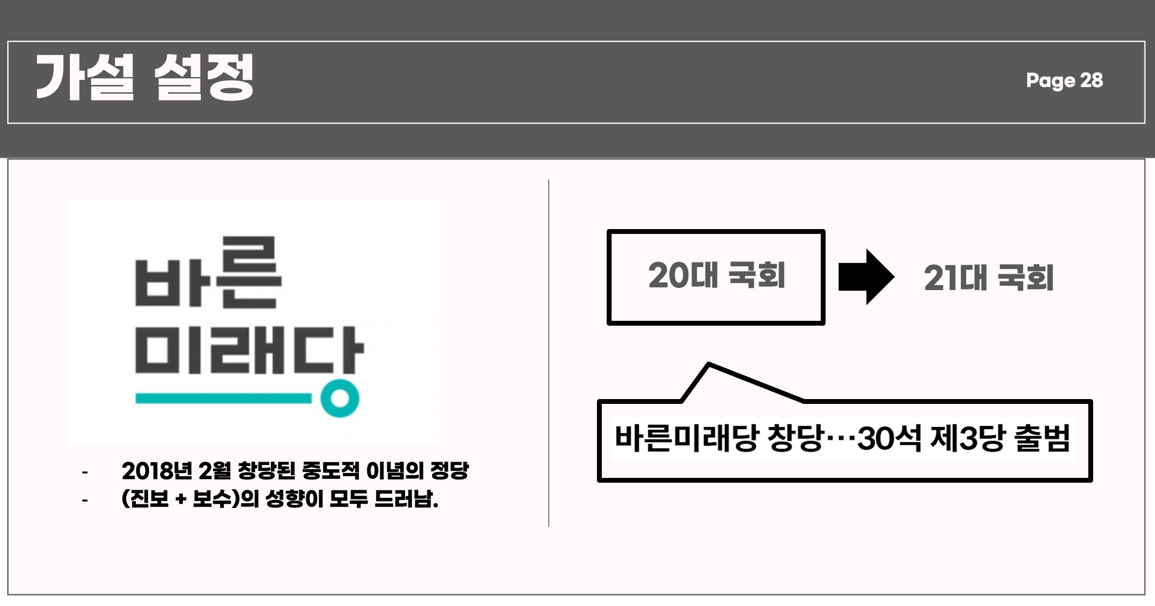 가설 설정
Page 28
바른
미래당
- 2018년 2월 창당된 중도적 이념의 정당
- (진보 + 보수)의 성향이 모두 드러남.
20대 국회
21대 국회
바른미래당 창당…30석 제3당 출범